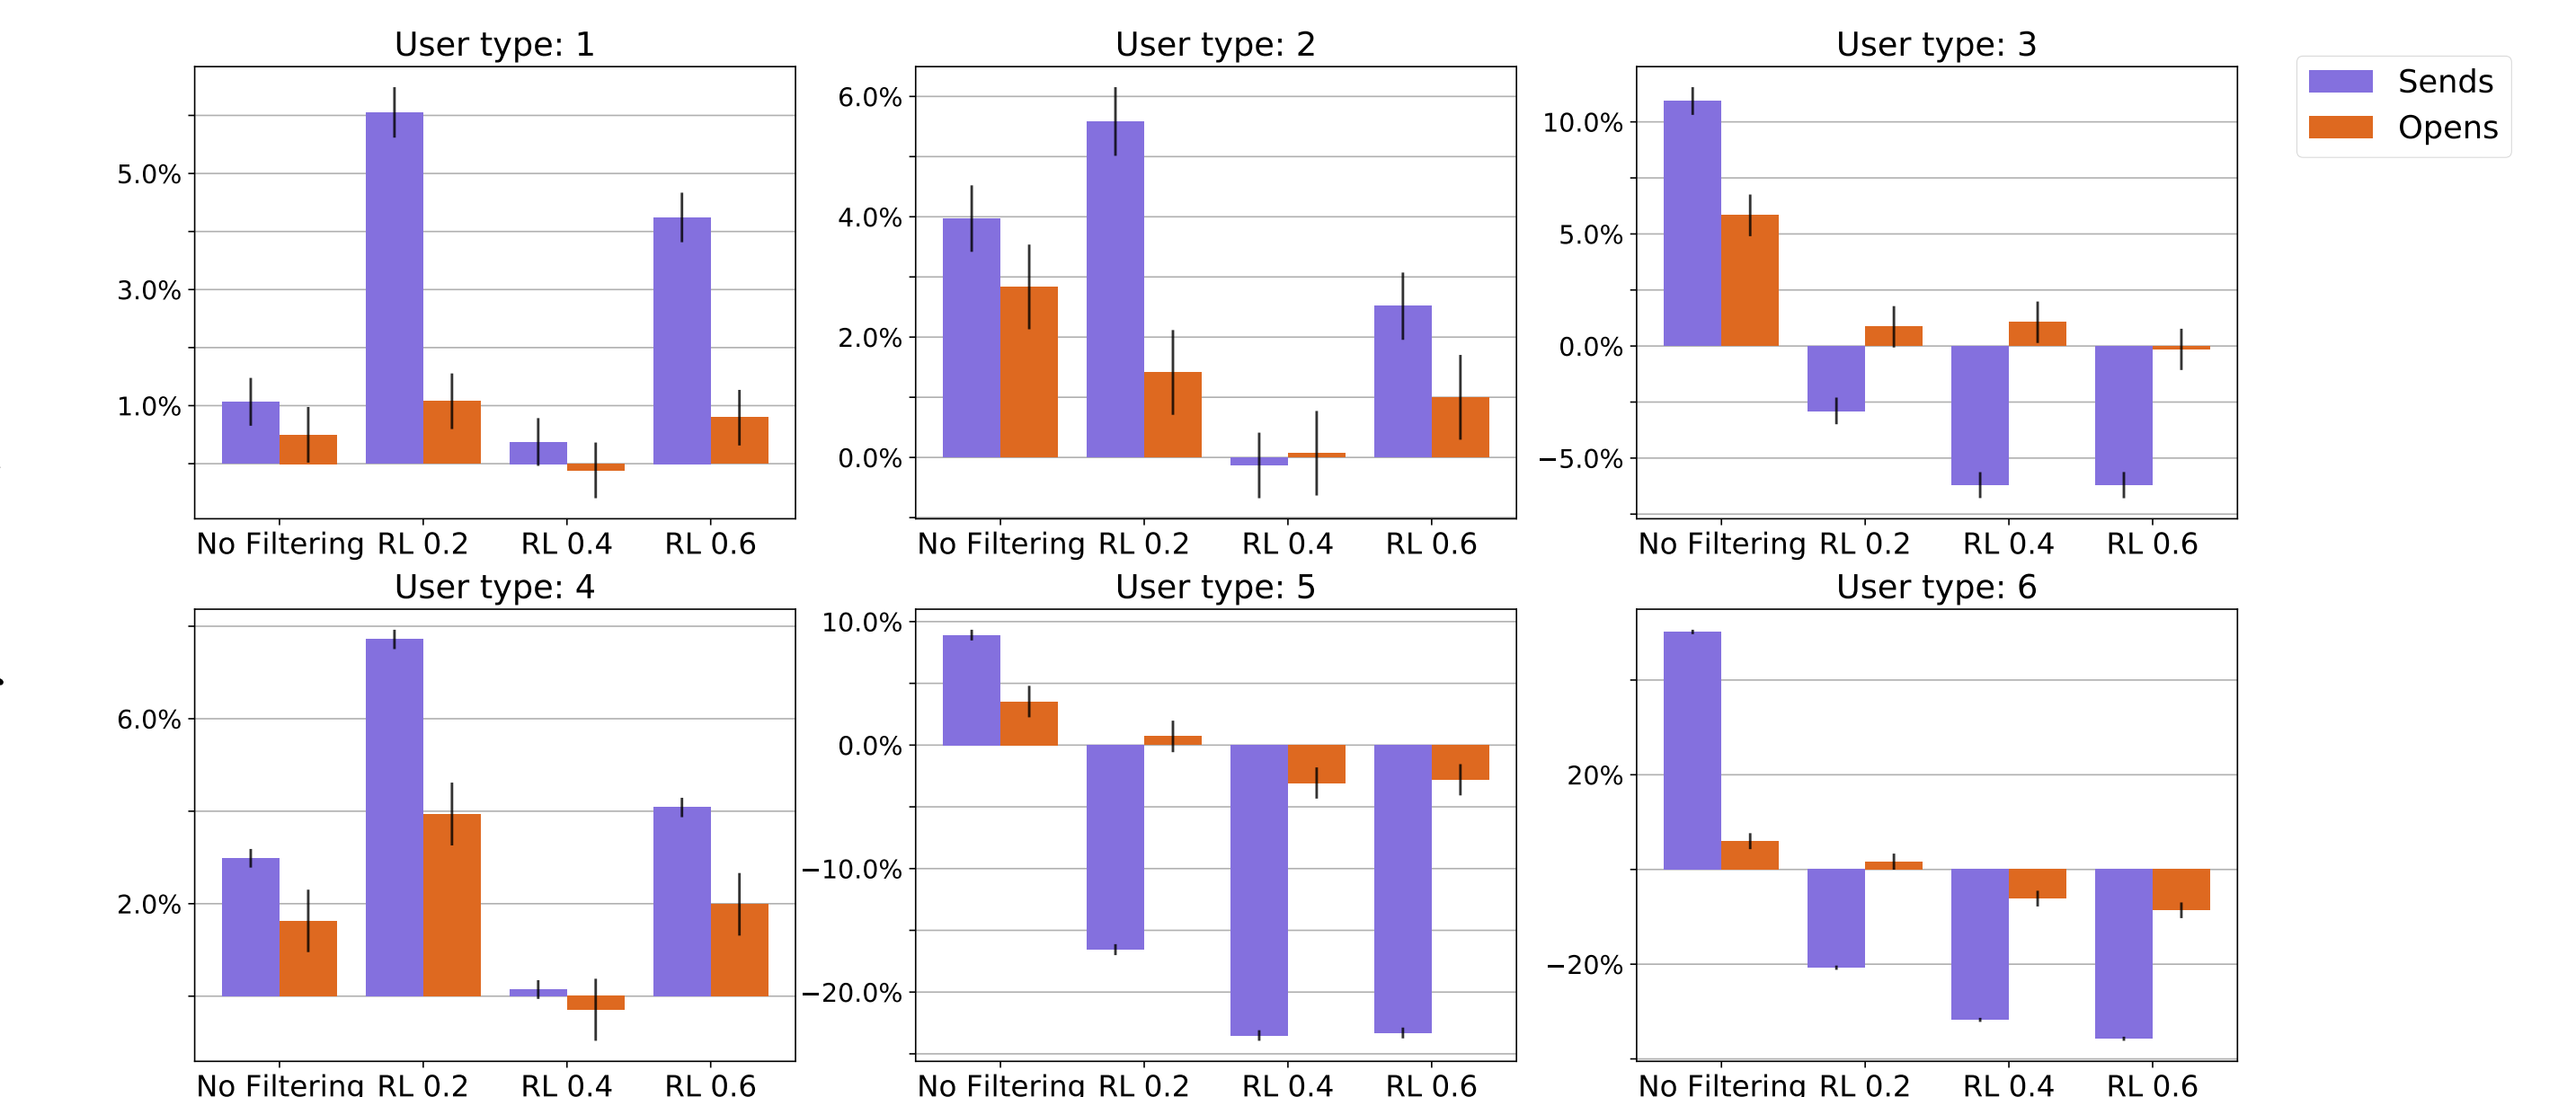 User type: 1
5.0%
3.0%
1.0%
No Filtering RL 0.2 RL 0.4 RL 0.6
User type: 2
6.0%
4.0%
2.0%
0.0%
No Filtering RL 0.2 RL 0.4 RL 0.6
User type: 3
10.0%
5.0%
0.0%
−5.0%
No Filtering RL 0.2 RL 0.4 RL 0.6
Sends
Opens
User type: 4
6.0%
2.0%
No Filtering RL 0.2 RL 0.4 RL 0.6
User type: 5
10.0%
0.0%
−10.0%
−20.0%
No Filtering RL 0.2 RL 0.4 RL 0.6
User type: 6
20%
−20%
No Filtering RL 0.2 RL 0.4 RL 0.6